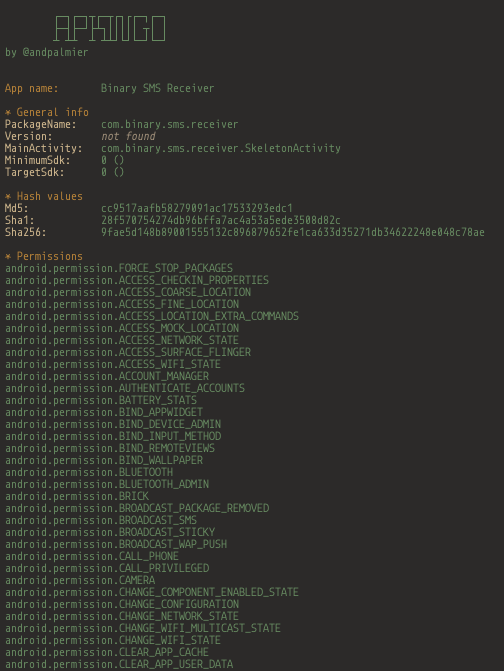 by @andpalmier
App name: Binary SMS Receiver
* General info
PackageName: com.binary.sms.receiver
Version: not found
MainActivity: com.binary.sms.receiver.SkeletonActivity
MinimumSdk: 0 ()
TargetSdk: 0 ()
* Hash values
Md5: cc9517aafb58279091ac17533293edc1
Sha1: 28f570754274db96bffa7ac4a53a5ede3508d82c
Sha256: 9fae5d148b89001555132c896879652fe1ca633d35271db34622248e048c78ae
* Permissions
android.permission.FORCE_STOP_PACKAGES
android.permission.ACCESS_CHECKIN_PROPERTIES
android.permission.ACCESS_COARSE_LOCATION
android.permission.ACCESS_FINE_LOCATION
android.permission.ACCESS_LOCATION_EXTRA_COMMANDS
android.permission.ACCESS_MOCK_LOCATION
android.permission.ACCESS_NETWORK_STATE
android.permission.ACCESS_SURFACE_FLINGER
android.permission.ACCESS_WIFI_STATE
android.permission.ACCOUNT_MANAGER
android.permission.AUTHENTICATE_ACCOUNTS
android.permission.BATTERY_STATS
android.permission.BIND_APPWIDGET
android.permission.BIND_DEVICE_ADMIN
android.permission.BIND_INPUT_METHOD
android.permission.BIND_REMOTEVIEWS
android.permission.BIND_WALLPAPER
android.permission.BLUETOOTH
android.permission.BLUETOOTH_ADMIN
android.permission.BRICK
android.permission.BROADCAST_PACKAGE_REMOVED
android.permission.BROADCAST_SMS
android.permission.BROADCAST_STICKY
android.permission.BROADCAST_WAP_PUSH
android.permission.CALL_PHONE
android.permission.CALL_PRIVILEGED
android.permission.CAMERA
android.permission.CHANGE_COMPONENT_ENABLED_STATE
android.permission.CHANGE_CONFIGURATION
android.permission.CHANGE_NETWORK_STATE
android.permission.CHANGE_WIFI_MULTICAST_STATE
android.permission.CHANGE_WIFI_STATE
android.permission.CLEAR_APP_CACHE
android.permission.CLEAR_APP_USER_DATA